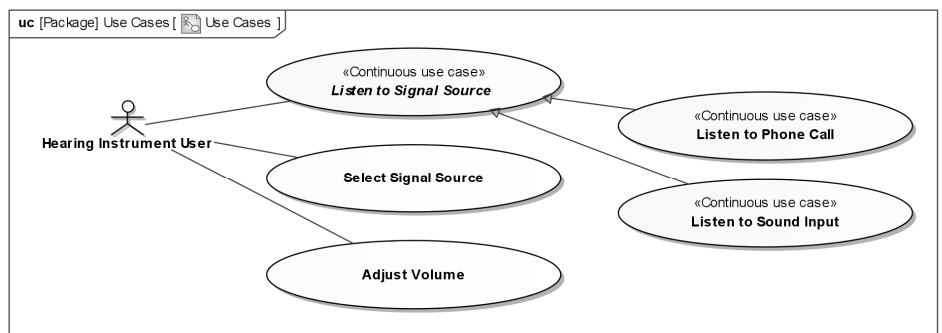 uc [Package] Use Cases [ Use Cases ]
«Continuous use case»
Listen to Signal Source
Hearing Instrument User
«Continuous use case»
Listen to Phone Call
Select Signal Source
«Continuous use case»
Listen to Sound Input
Adjust Volume